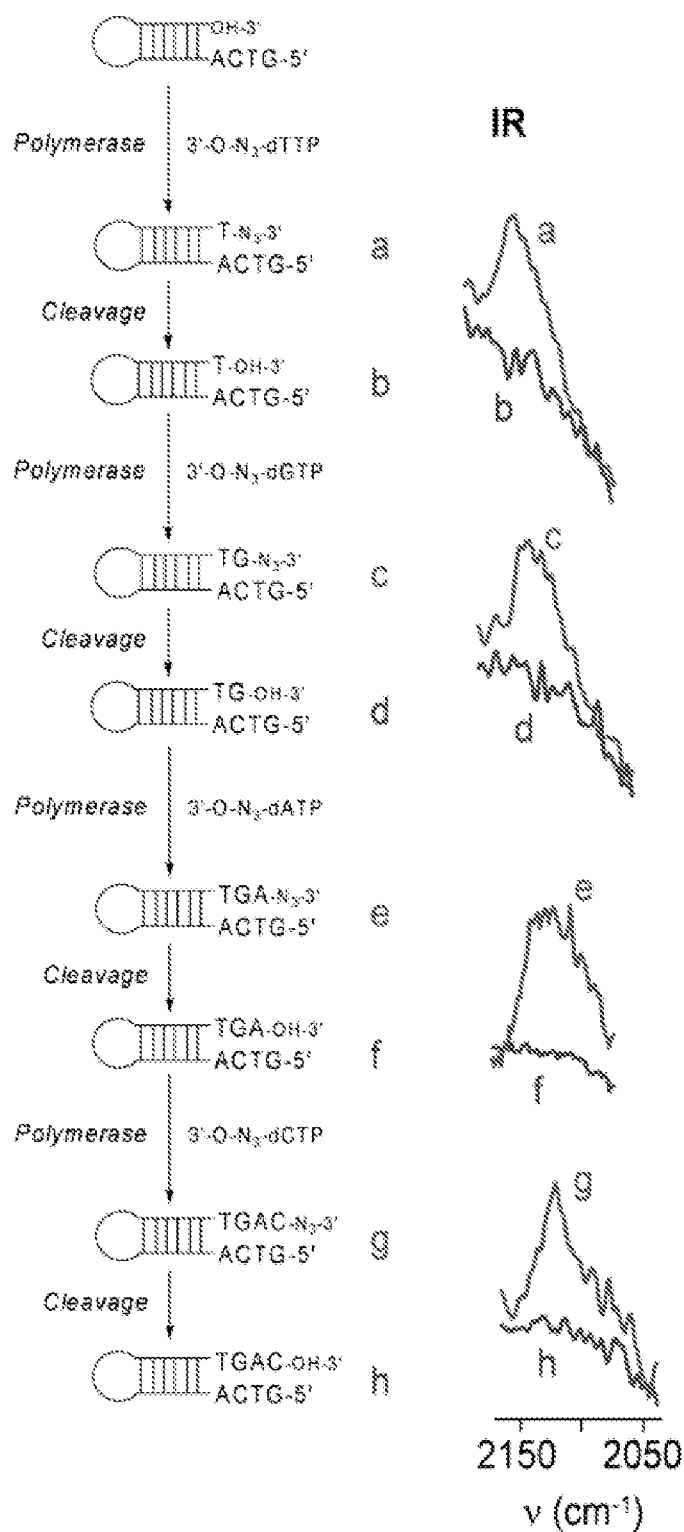 OH-3'
ACTG-5'
IR
Polymerase 3'-O-N₃-dTTP
a
T-N₃-3'
ACTG-5' a
Cleavage
T-OH-3'
ACTG-5' b
b
Polymerase 3'-O-N₃-dGTP
c
TG-N₃-3'
ACTG-5' c
Cleavage
TG-OH-3'
ACTG-5' d
d
Polymerase 3'-O-N₃-dATP
TGA-N₃-3'
ACTG-5' e
e
Cleavage
TGA-OH-3'
ACTG-5' f
f
Polymerase 3'-O-N₃-dCTP
g
TGAC-N₃-3'
ACTG-5' g
Cleavage
TGAC-OH-3'
ACTG-5' h
h
2150 2050
ν (cm⁻¹)